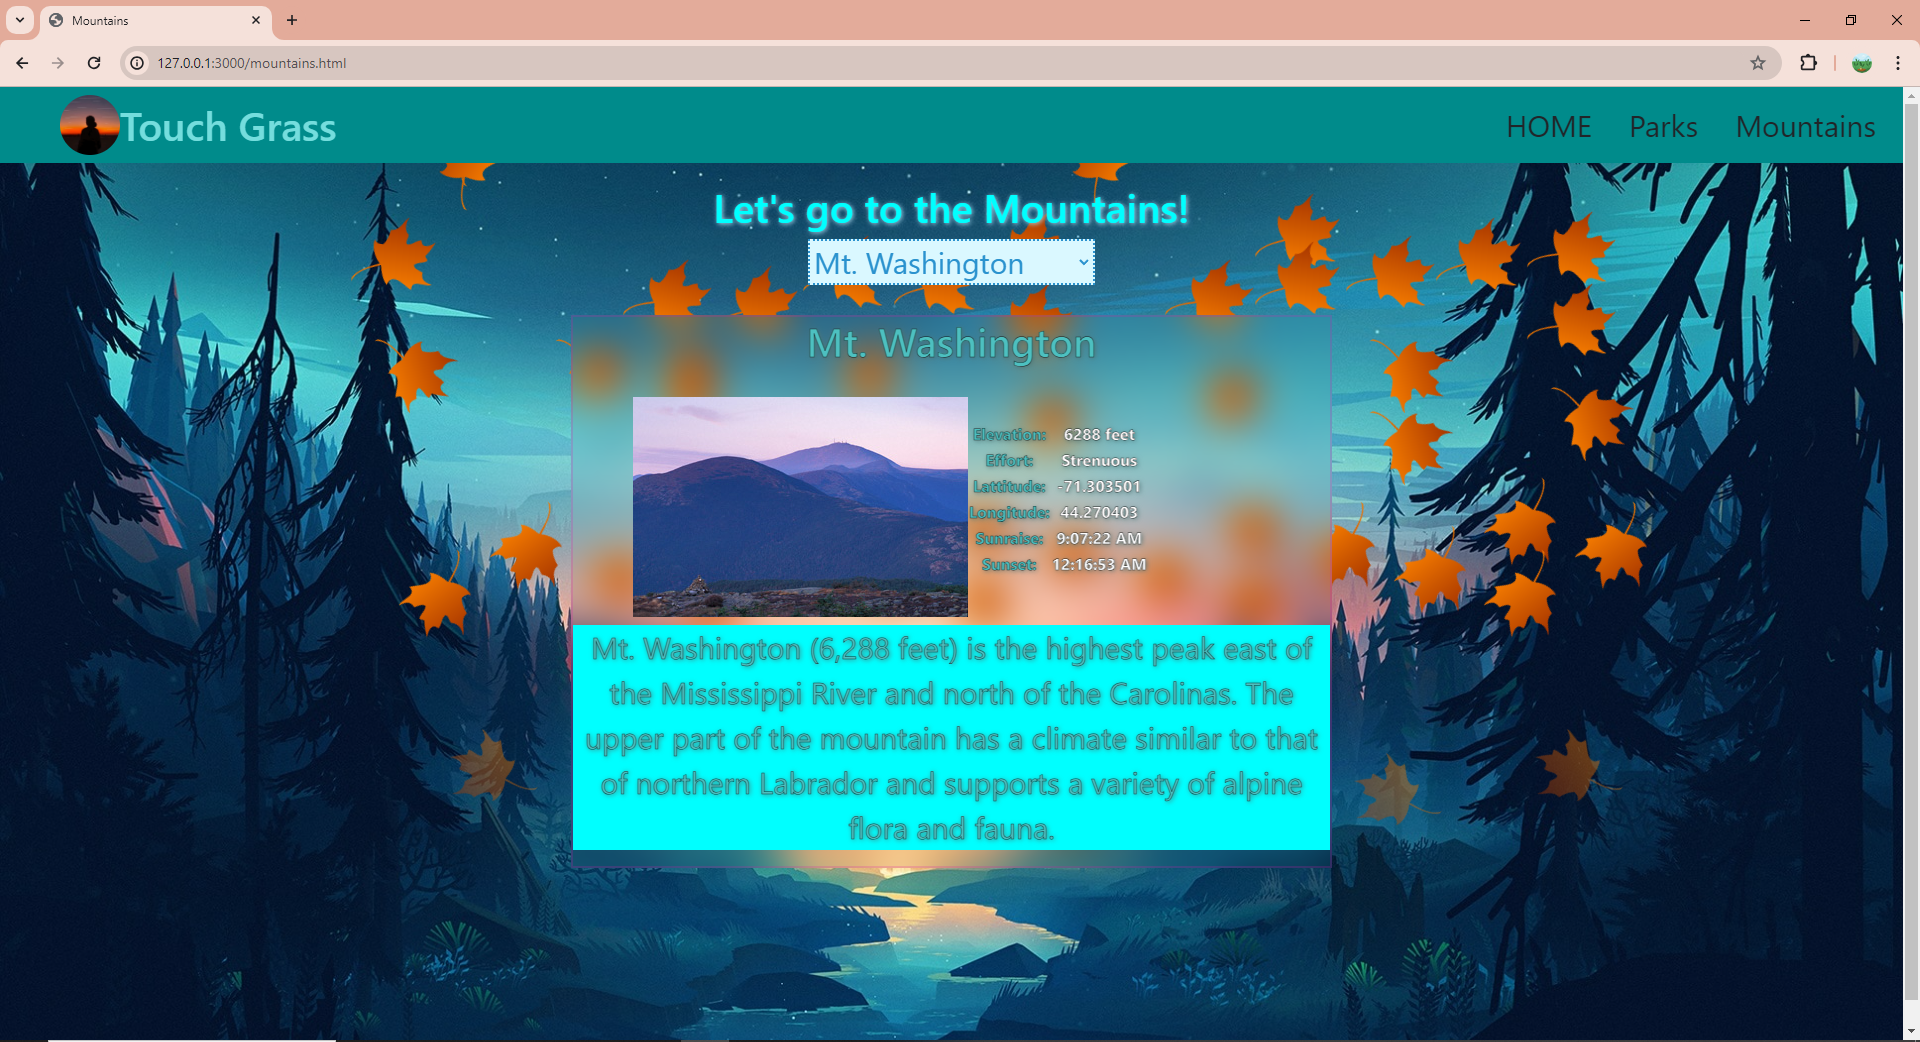 Mountains
127.0.0.1:3000/mountains.html
Touch Grass
HOME Parks Mountains
Let's go to the Mountains!
Mt. Washington
Mt. Washington
Elevation: 6288 feet
Effort: Strenuous
Lattitude: -71.303501
Longitude: 44.270403
Sunraise: 9:07:22 AM
Sunset: 12:16:53 AM
Mt. Washington (6,288 feet) is the highest peak east of
the Mississippi River and north of the Carolinas. The
upper part of the mountain has a climate similar to that
of northern Labrador and supports a variety of alpine
flora and fauna.